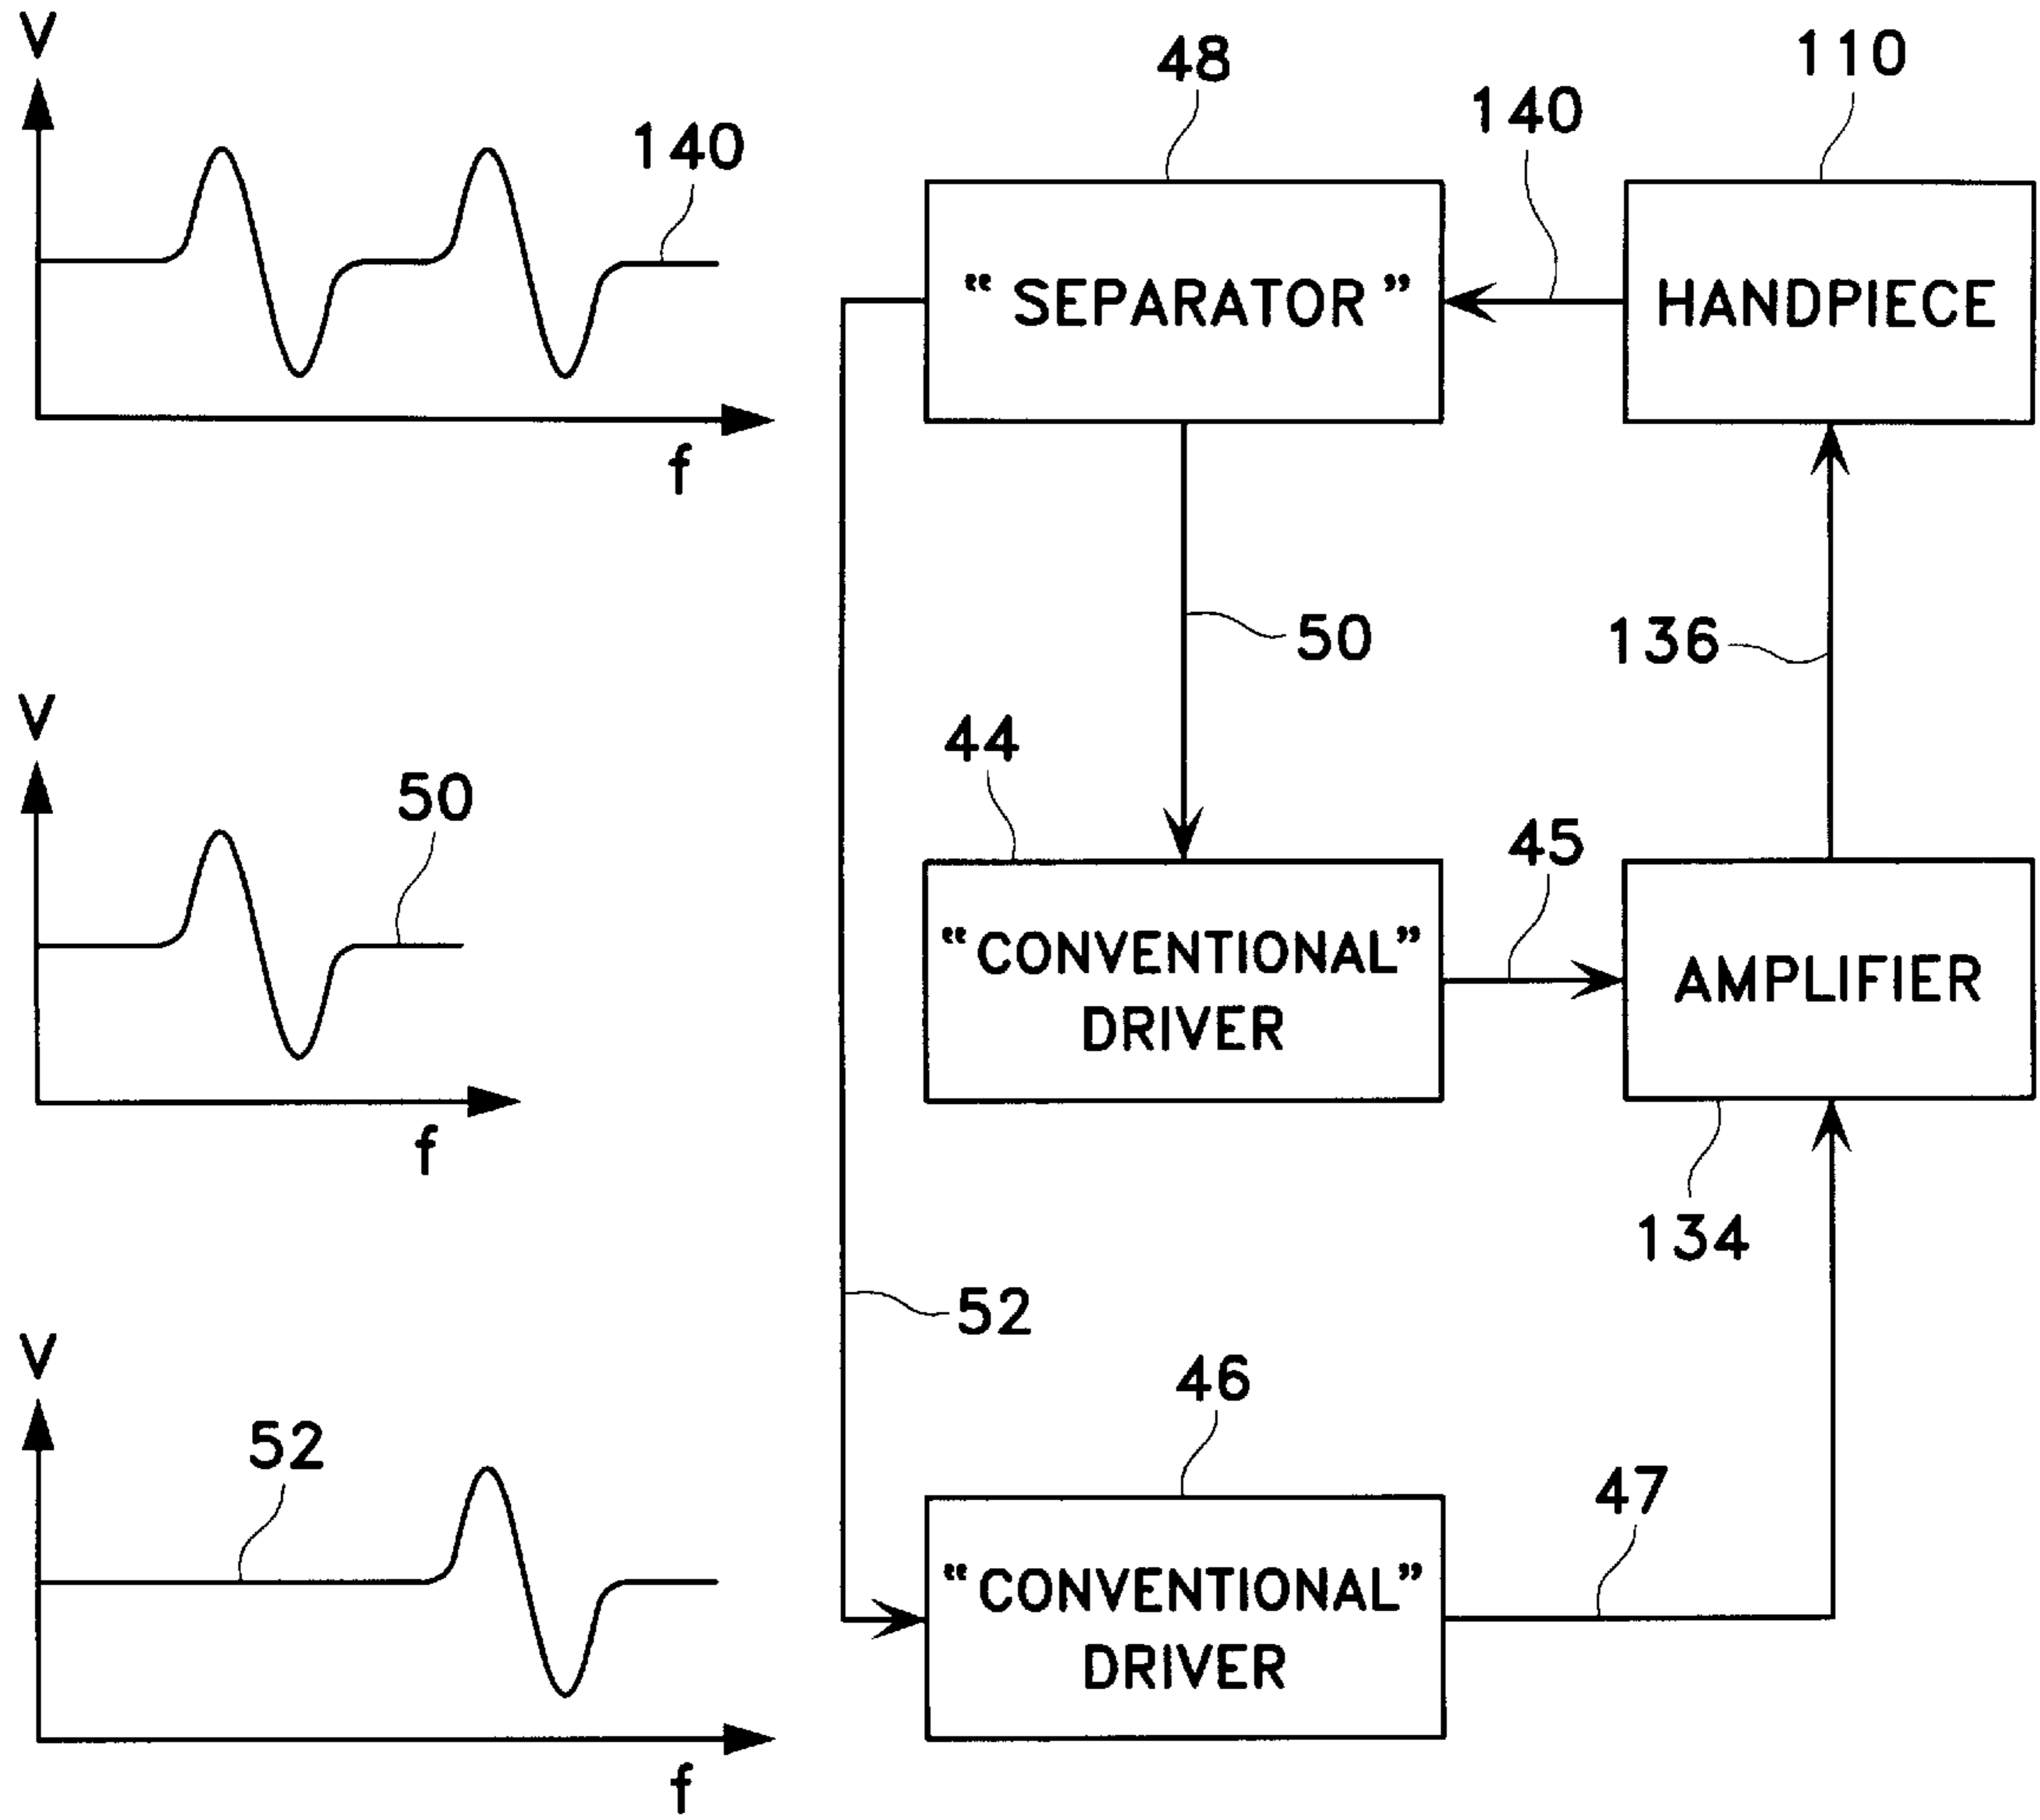 V
140
f
V
50
f
V
52
f
48
140
110
“ SEPARATOR ”
HANDPIECE
50
136
44
45
“CONVENTIONAL”
DRIVER
AMPLIFIER
134
52
46
47
“CONVENTIONAL”
DRIVER